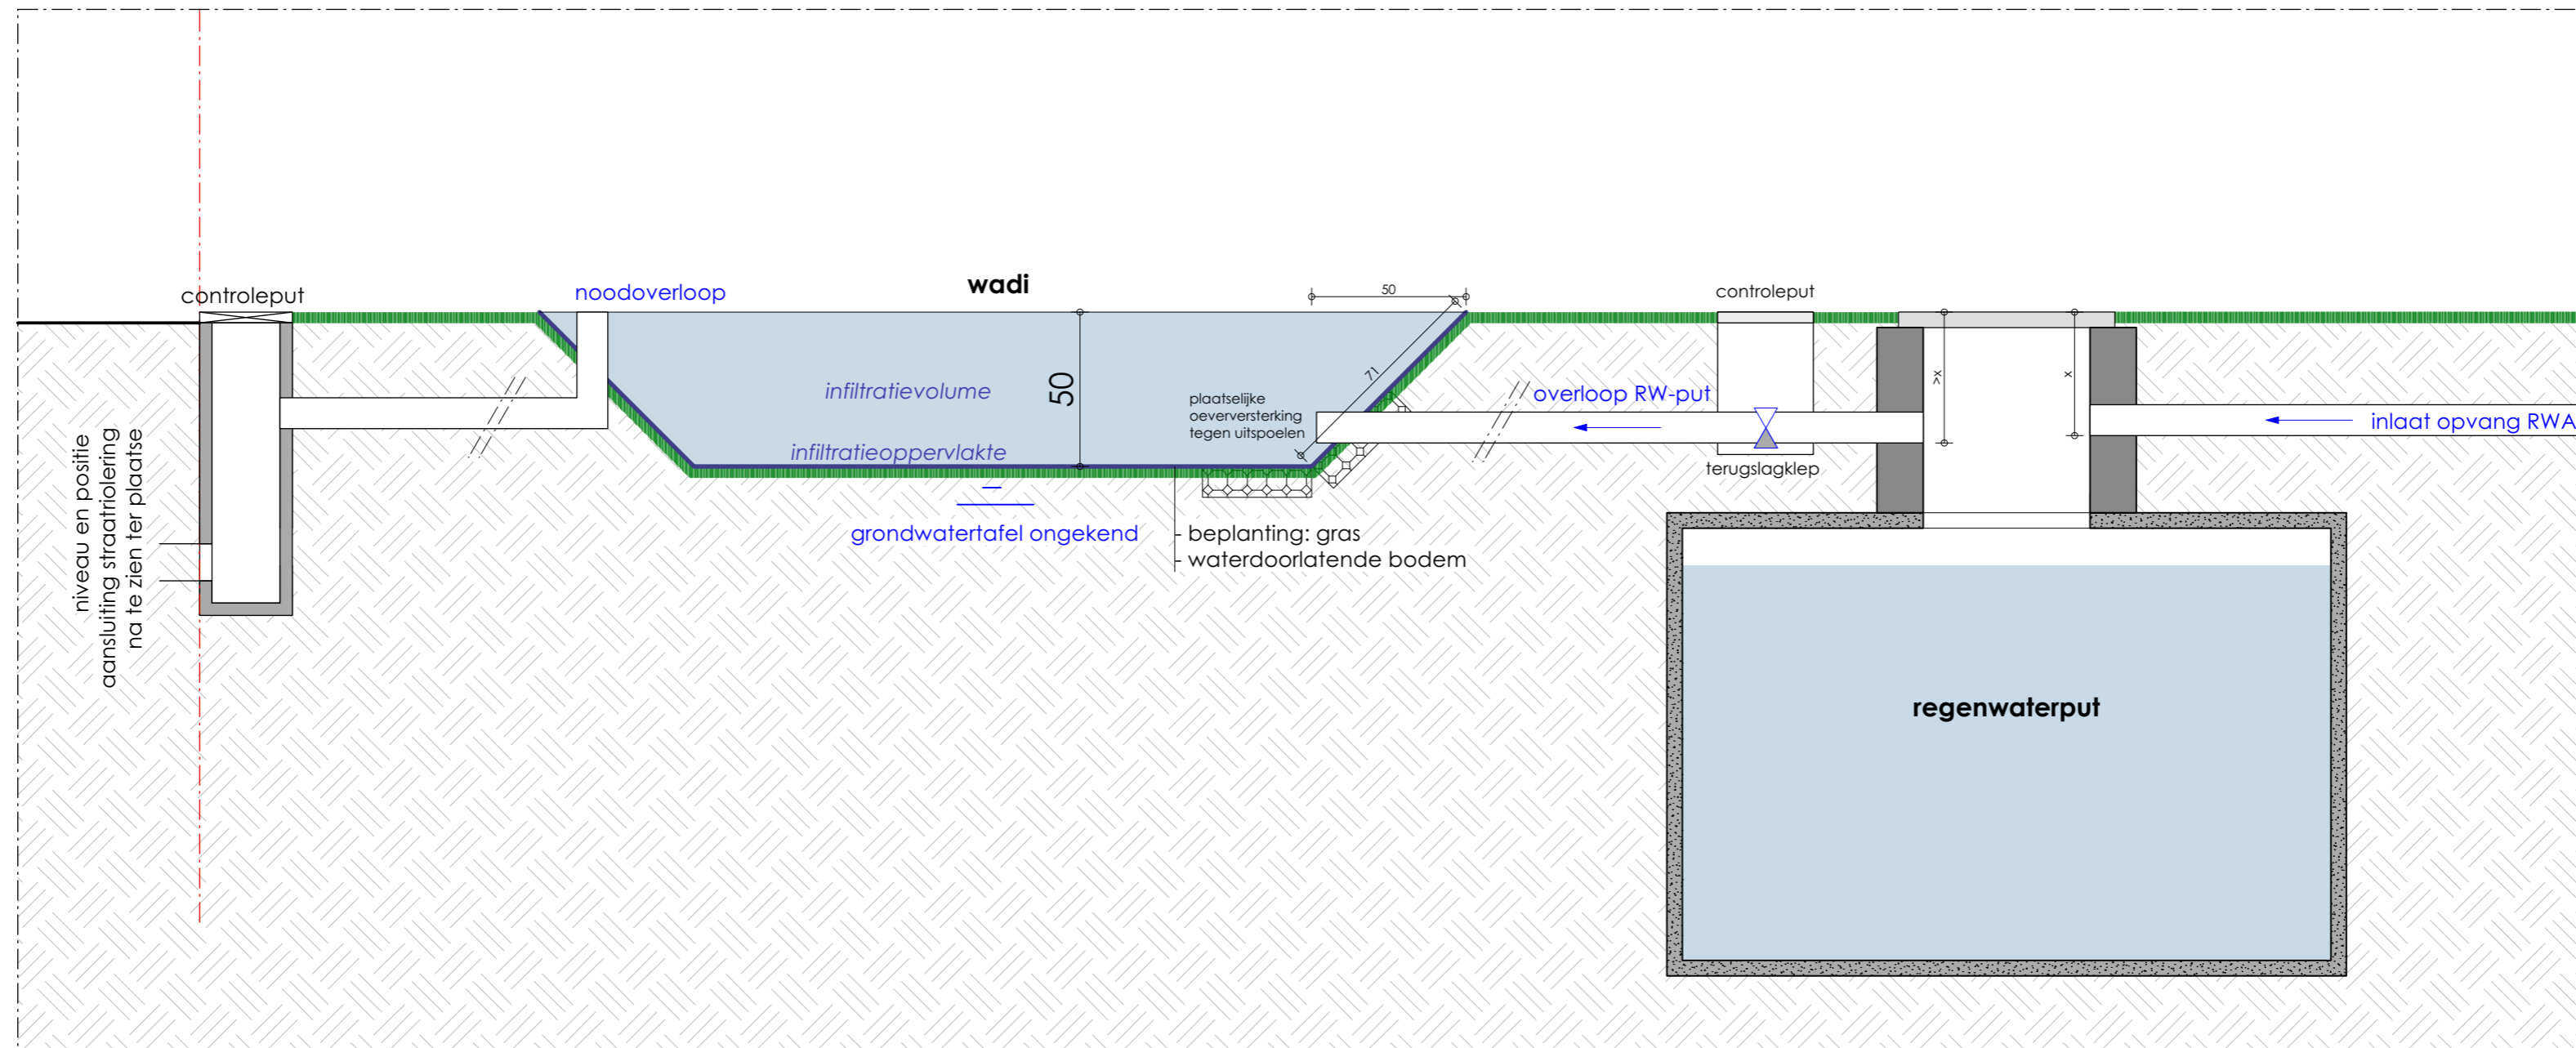 wadi
controleput
noodoverloop
50
controleput
71
infiltratievolume
50
plaatselijke
oeverversterking
tegen uitspoelen
overloop RW-put
>x
x
inlaat opvang RWA
infiltratieoppervlakte
terugslagklep
niveau en positie
aansluiting straatriolering
na te zien ter plaatse
grondwatertafel ongekend
- beplanting: gras
- waterdoorlatende bodem
regenwaterput